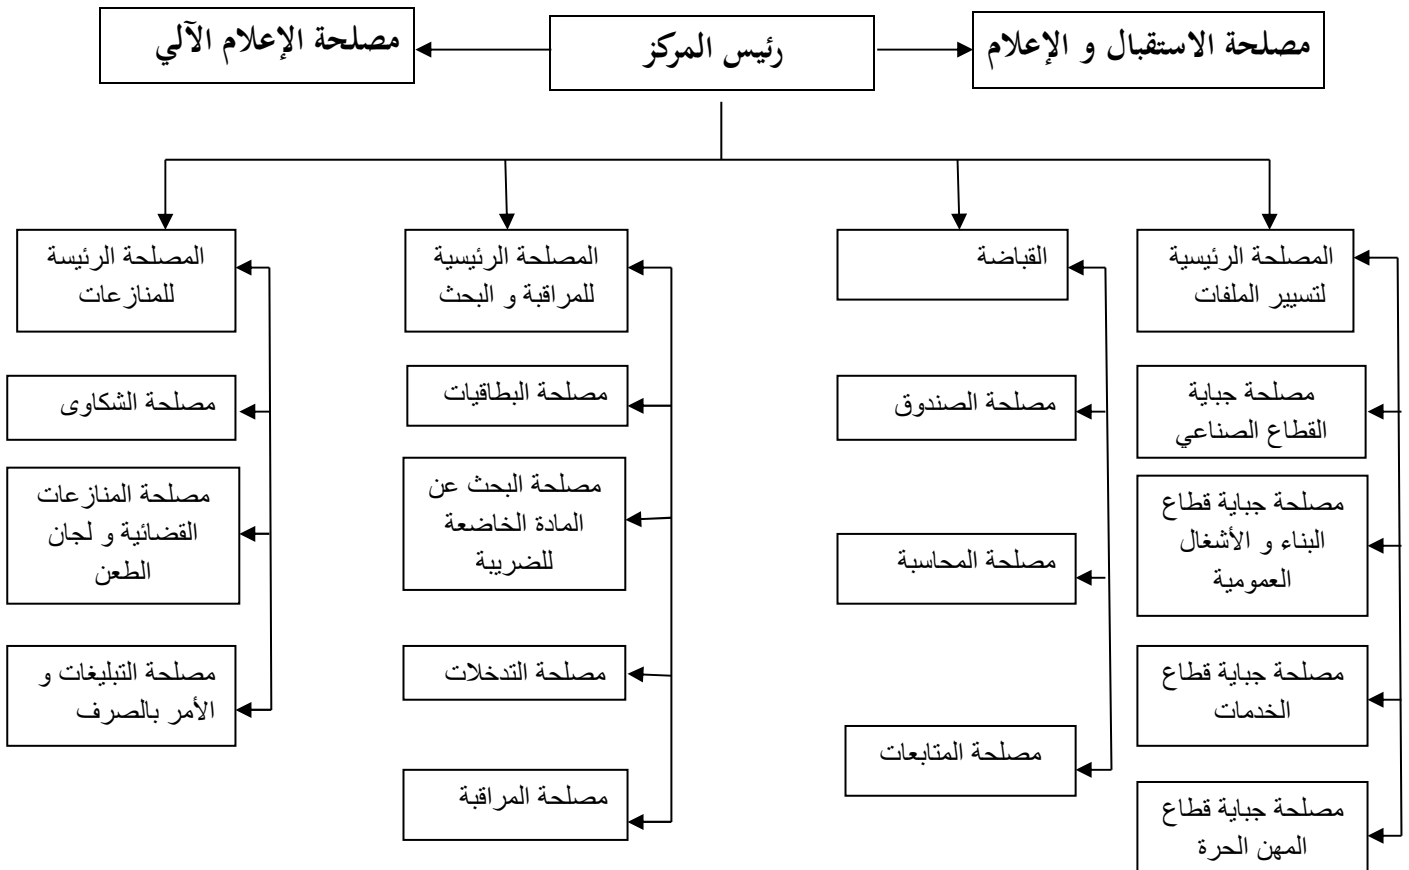 مصلحة الاستقبال و الإعلام
رئيس المركز
مصلحة الإعلام الآلي
المصلحة الرئيسية
لتسيير الملفات
مصلحة جباية
القطاع الصناعي
مصلحة جباية قطاع
البناء و الأشغال
العمومية
مصلحة جباية قطاع
الخدمات
مصلحة جباية قطاع
المهن الحرة
القباضة
مصلحة الصندوق
مصلحة المحاسبة
مصلحة المتابعات
المصلحة الرئيسية
للمراقبة و البحث
مصلحة البطاقيات
مصلحة البحث عن
المادة الخاضعة
للضريبة
مصلحة التدخلات
مصلحة المراقبة
المصلحة الرئيسة
للمنازعات
مصلحة الشكاوى
مصلحة المنازعات
القضائية و لجان
الطعن
مصلحة التبليغات و
الأمر بالصرف